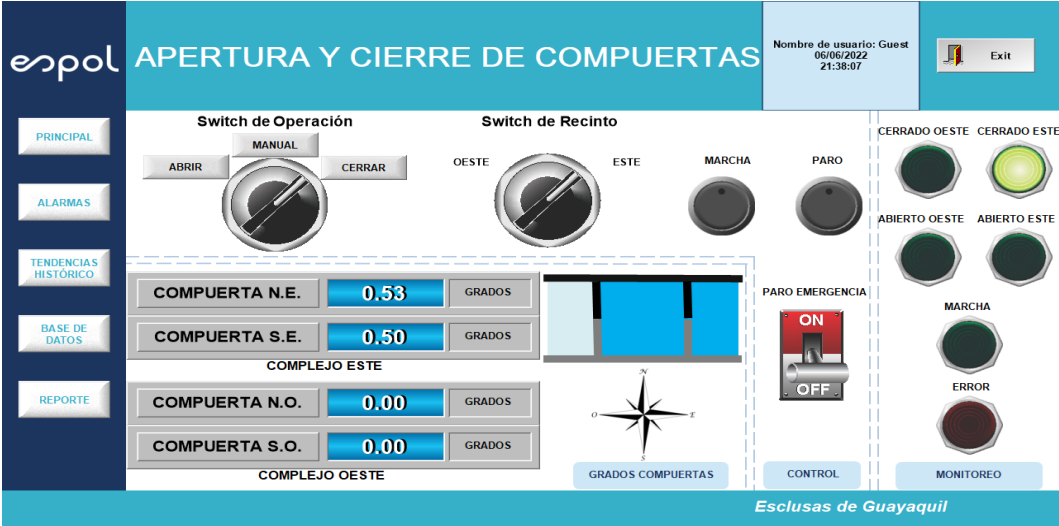 espol
APERTURA Y CIERRE DE COMPUERTAS
Nombre de usuario: Guest
06/06/2022
21:38:07
Exit
PRINCIPAL
ALARMAS
TENDENCIAS
HISTÓRICO
BASE DE
DATOS
REPORTE
Switch de Operación
MANUAL
ABRIR
CERRAR
Switch de Recinto
OESTE
ESTE
MARCHA
PARO
CERRADO OESTE
CERRADO ESTE
ABIERTO OESTE
ABIERTO ESTE
MARCHA
ERROR
MONITOREO
COMPUERTA N.E.
0.53
GRADOS
COMPUERTA S.E.
0.50
GRADOS
COMPLEJO ESTE
COMPUERTA N.O.
0.00
GRADOS
COMPUERTA S.O.
0.00
GRADOS
COMPLEJO OESTE
N
O
E
S
GRADOS COMPUERTAS
PARO EMERGENCIA
ON
OFF
CONTROL
Esclusas de Guayaquil